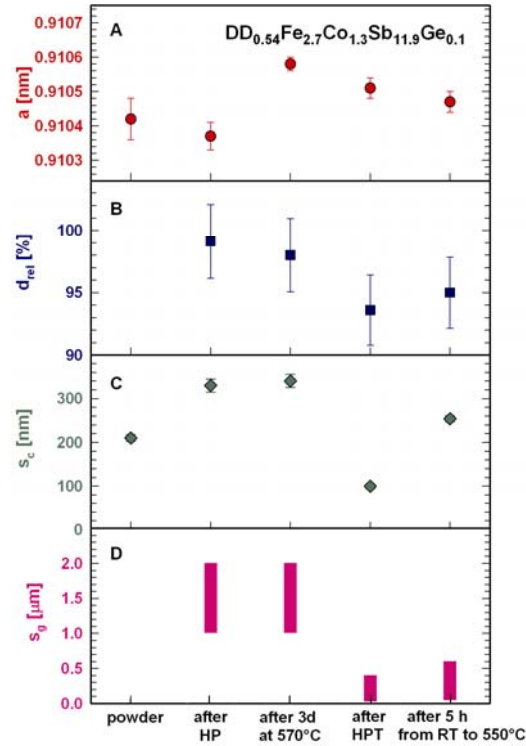 A
DD0.54Fe2.7Co1.3Sb11.9Ge0.1
a [nm]
0.9107
0.9106
0.9105
0.9104
0.9103
B
drel [%]
100
95
90
C
sc [nm]
300
200
100
0
D
sg [μm]
2.0
1.5
1.0
0.5
0.0
powder
after
HP
after 3d
at 570°C
after
HPT
after 5 h
from RT to 550°C